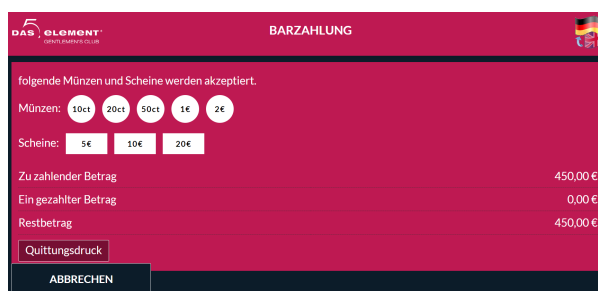 DAS 5 ELEMENT
GENTLEMEN'S CLUB
BARZAHLUNG
folgende Münzen und Scheine werden akzeptiert.
Münzen: 10ct 20ct 50ct 1€ 2€
Scheine: 5€ 10€ 20€
Zu zahlender Betrag 450,00 €
Ein gezahlter Betrag 0,00 €
Restbetrag 450,00 €
Quittungsdruck
ABBRECHEN